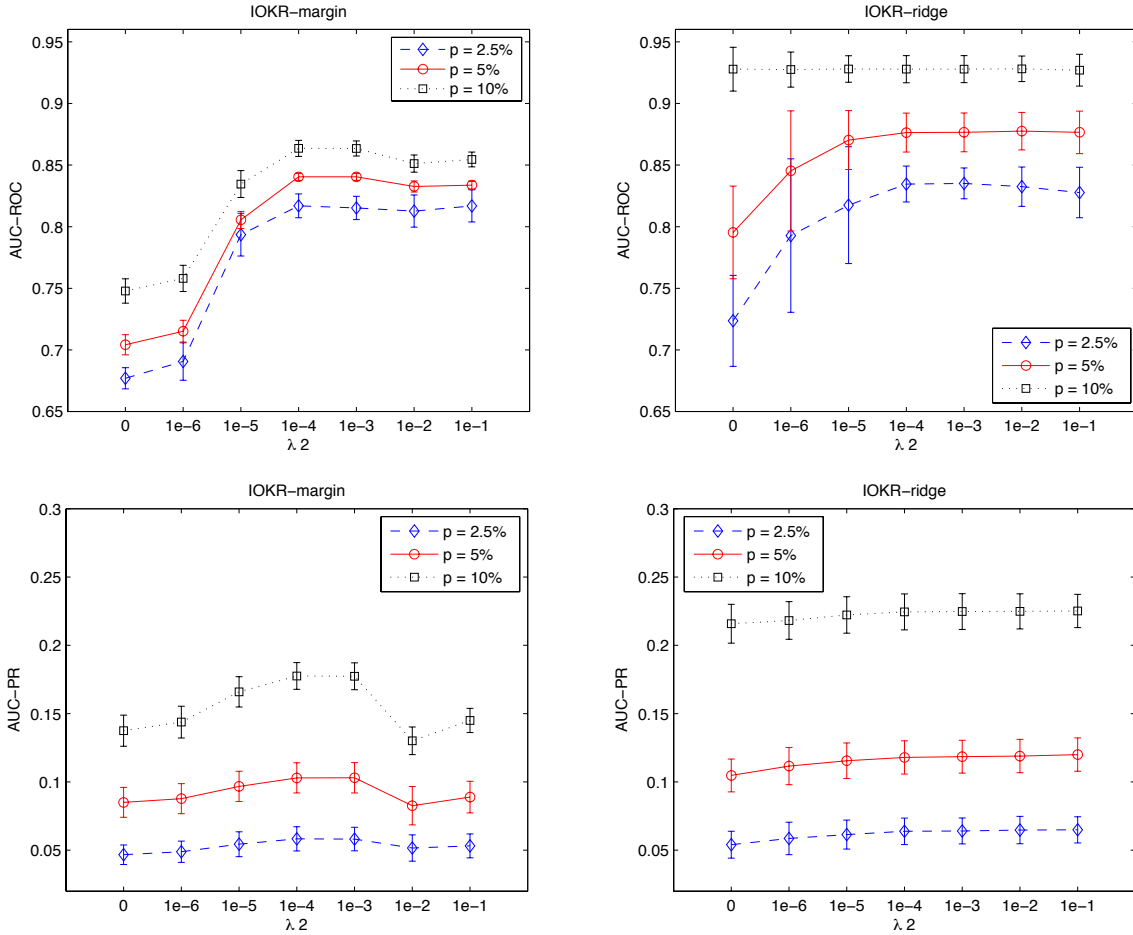 IOKR−margin
0.95
0.9
0.85
0.8
0.75
0.7
0.65
AUC−ROC
p = 2.5%
p = 5%
p = 10%
0 1e−6 1e−5 1e−4 1e−3 1e−2 1e−1
λ 2
IOKR−ridge
0.95
0.9
0.85
0.8
0.75
0.7
0.65
AUC−ROC
p = 2.5%
p = 5%
p = 10%
0 1e−6 1e−5 1e−4 1e−3 1e−2 1e−1
λ 2
IOKR−margin
0.3
0.25
0.2
0.15
0.1
0.05
AUC−PR
p = 2.5%
p = 5%
p = 10%
0 1e−6 1e−5 1e−4 1e−3 1e−2 1e−1
λ 2
IOKR−ridge
0.3
0.25
0.2
0.15
0.1
0.05
AUC−PR
p = 2.5%
p = 5%
p = 10%
0 1e−6 1e−5 1e−4 1e−3 1e−2 1e−1
λ 2